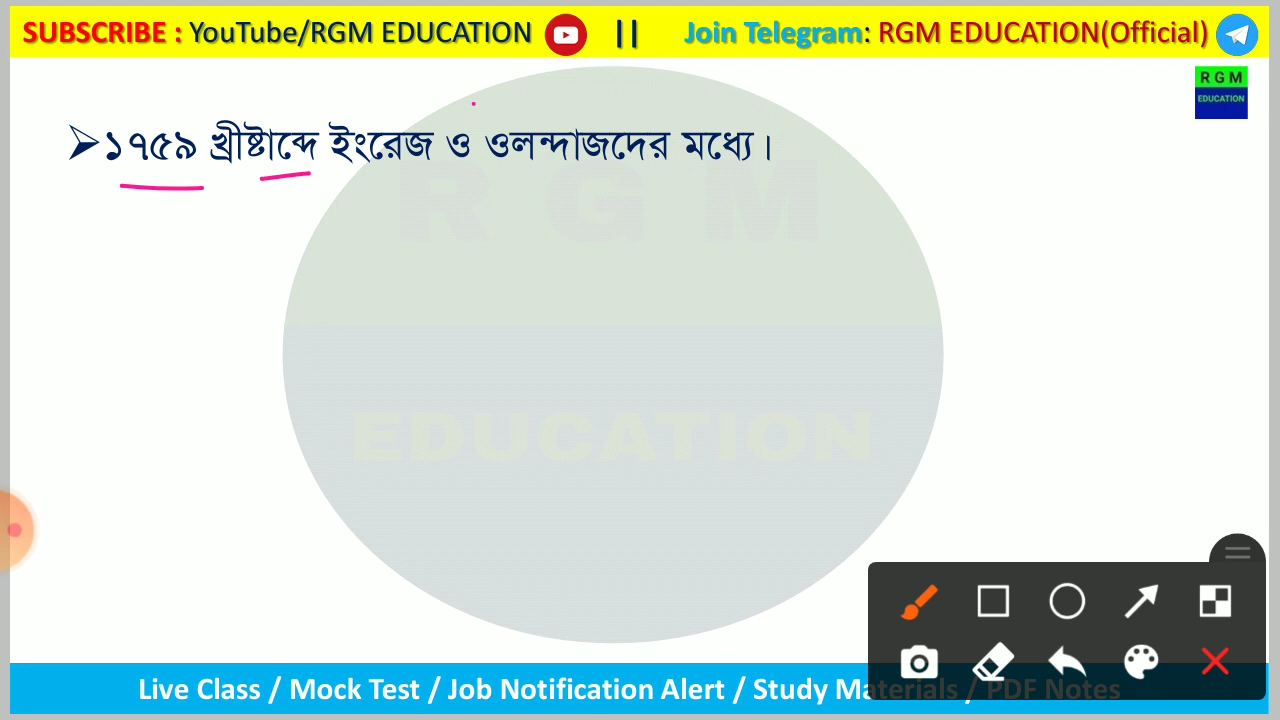 SUBSCRIBE : YouTube/RGM EDUCATION || Join Telegram: RGM EDUCATION(Official)
RGM
EDUCATION
➢১৭৫৯ খ্রীষ্টাব্দে ইংরেজ ও ওলন্দাজদের মধ্যে।
R G M
EDUCATION
Live Class / Mock Test / Job Notification Alert / Study Materials / PDF Notes